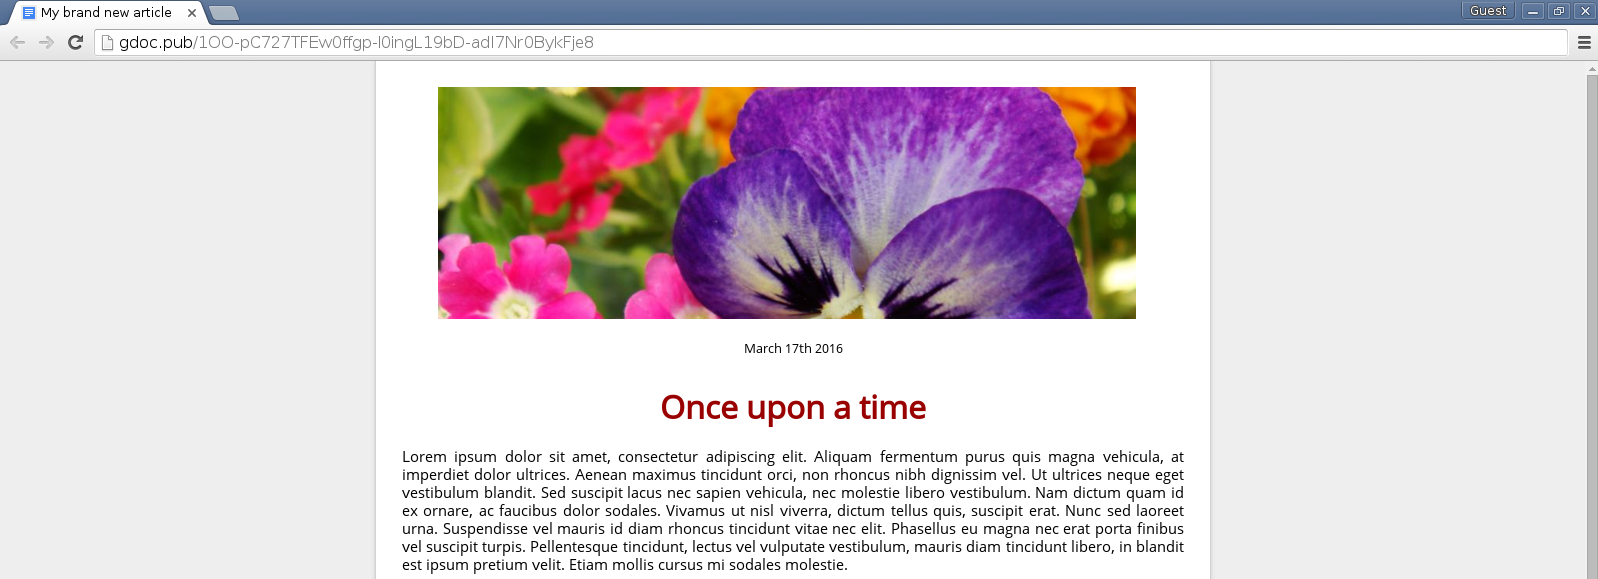 My brand new article
Guest
gdoc.pub/1OO-pC727TFEw0ffgp-I0ingL19bD-adI7Nr0BykFje8
March 17th 2016
Once upon a time
Lorem ipsum dolor sit amet, consectetur adipiscing elit. Aliquam fermentum purus quis magna vehicula, at
imperdiet dolor ultrices. Aenean maximus tincidunt orci, non rhoncus nibh dignissim vel. Ut ultrices neque eget
vestibulum blandit. Sed suscipit lacus nec sapien vehicula, nec molestie libero vestibulum. Nam dictum quam id
ex ornare, ac faucibus dolor sodales. Vivamus ut nisl viverra, dictum tellus quis, suscipit erat. Nunc sed laoreet
urna. Suspendisse vel mauris id diam rhoncus tincidunt vitae nec elit. Phasellus eu magna nec erat porta finibus
vel suscipit turpis. Pellentesque tincidunt, lectus vel vulputate vestibulum, mauris diam tincidunt libero, in blandit
est ipsum pretium velit. Etiam mollis cursus mi sodales molestie.